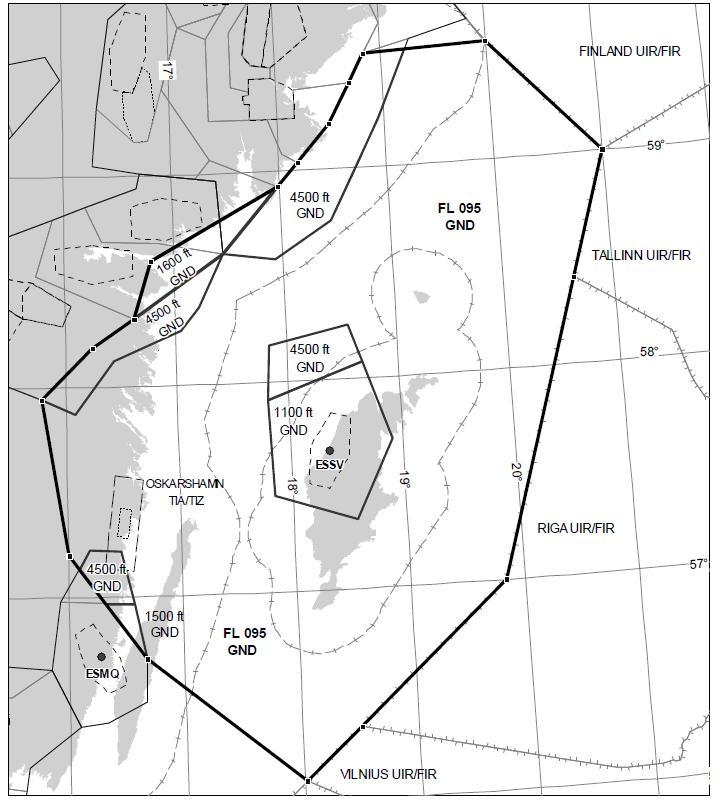 FINLAND UIR/FIR
17°
59°
4500 ft
GND
FL 095
GND
TALLINN UIR/FIR
1600 ft
GND
4500 ft
GND
58°
4500 ft
GND
1100 ft
GND
ESSV
18°
19°
20°
OSKARSHAMN
TIA/TIZ
RIGA UIR/FIR
57°
4500 ft
GND
1500 ft
GND
FL 095
GND
ESMQ
VILNIUS UIR/FIR